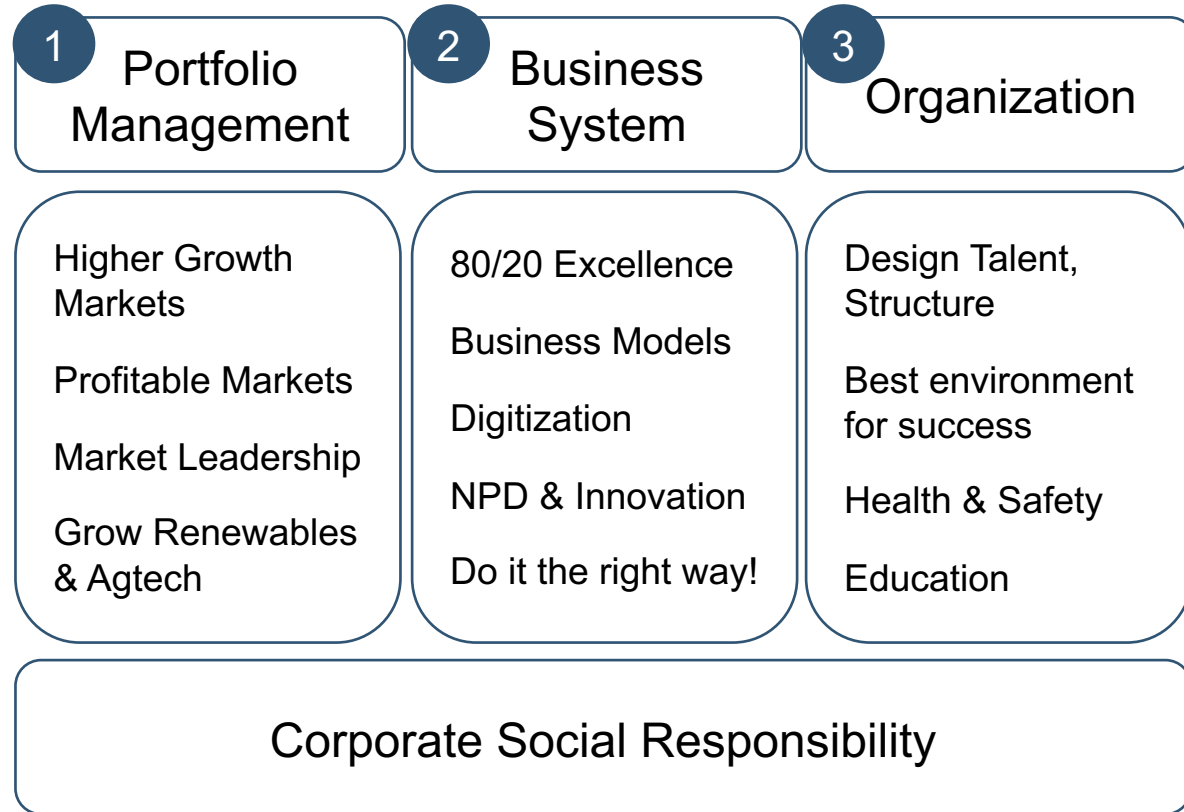 1
Portfolio
Management
2
Business
System
3
Organization
Higher Growth
Markets
Profitable Markets
Market Leadership
Grow Renewables
& Agtech
80/20 Excellence
Business Models
Digitization
NPD & Innovation
Do it the right way!
Design Talent,
Structure
Best environment
for success
Health & Safety
Education
Corporate Social Responsibility